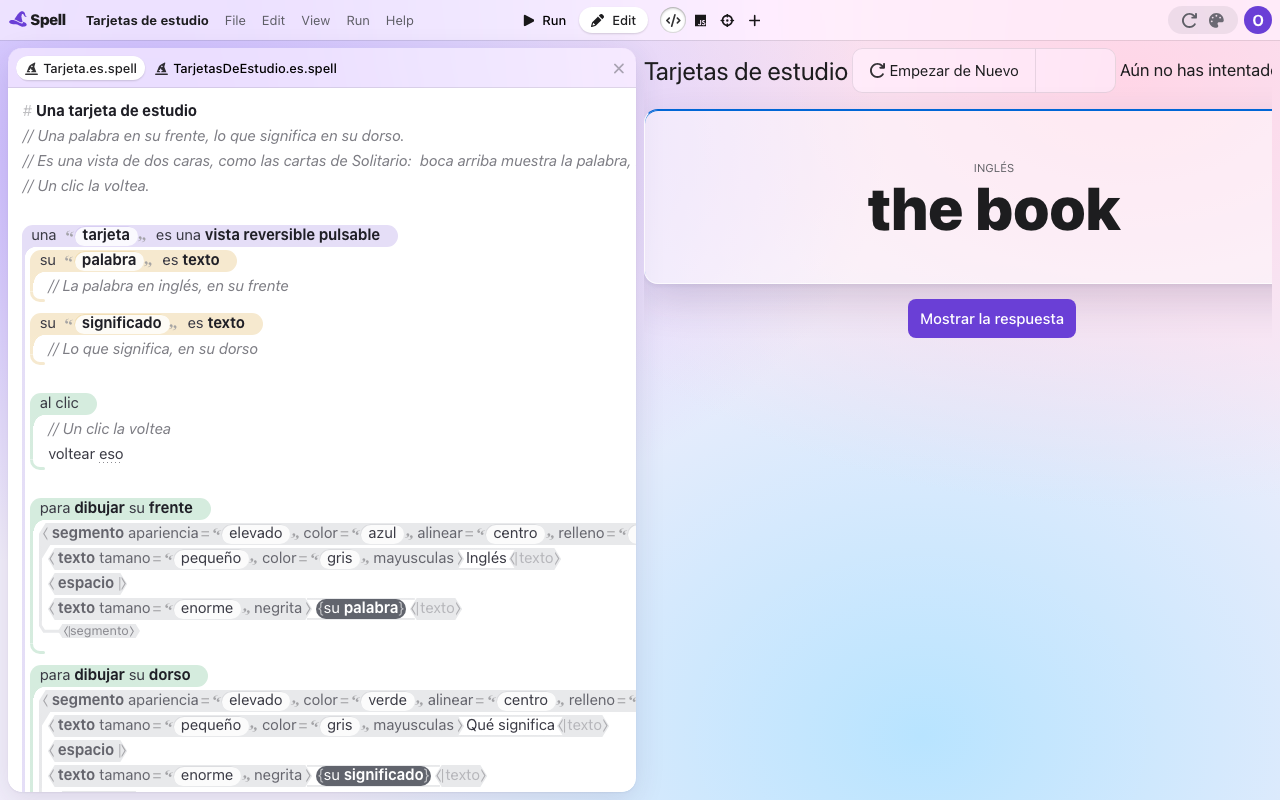 Spell Tarjetas de estudio File Edit View Run Help Run Edit JS O
Tarjeta.es.spell TarjetasDeEstudio.es.spell
# Una tarjeta de estudio
// Una palabra en su frente, lo que significa en su dorso.
// Es una vista de dos caras, como las cartas de Solitario: boca arriba muestra la palabra,
// Un clic la voltea.
una “ tarjeta „ es una vista reversible pulsable
su “ palabra „ es texto
// La palabra en inglés, en su frente
su “ significado „ es texto
// Lo que significa, en su dorso
al clic
// Un clic la voltea
voltear eso
para dibujar su frente
⟨ segmento apariencia = “ elevado „ color = “ azul „ alinear = “ centro „ relleno = “
⟨ texto tamano = “ pequeño „ color = “ gris „ mayusculas ⟩ Inglés ⟨|texto⟩
⟨ espacio |⟩
⟨ texto tamano = “ enorme „ negrita ⟩ {su palabra} ⟨|texto⟩
⟨|segmento⟩
para dibujar su dorso
⟨ segmento apariencia = “ elevado „ color = “ verde „ alinear = “ centro „ relleno = “
⟨ texto tamano = “ pequeño „ color = “ gris „ mayusculas ⟩ Qué significa ⟨|texto⟩
⟨ espacio |⟩
⟨ texto tamano = “ enorme „ negrita ⟩ {su significado} ⟨|texto⟩
Tarjetas de estudio Empezar de Nuevo Aún no has intentado
INGLÉS
the book
Mostrar la respuesta